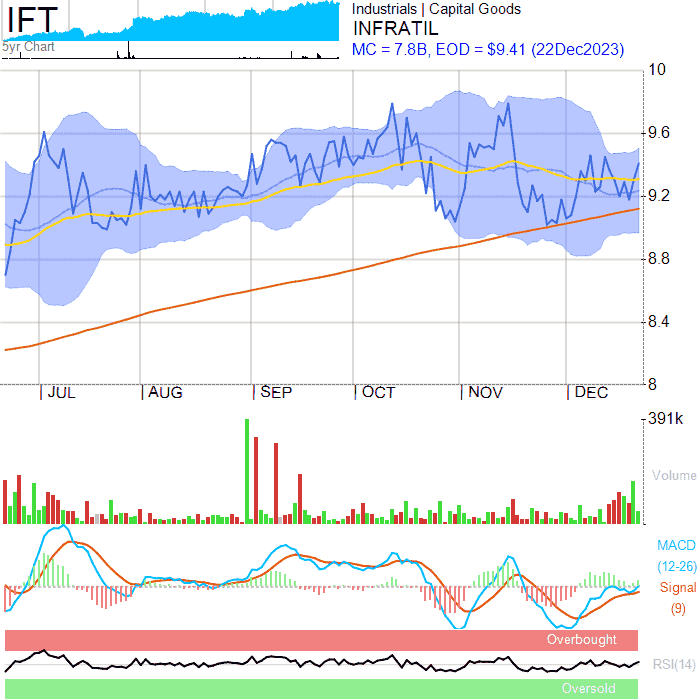 IFT
5yr Chart
Industrials | Capital Goods
INFRATIL
MC = 7.8B, EOD = $9.41 (22Dec2023)
10
9.6
9.2
8.8
8.4
8
JUL AUG SEP OCT NOV DEC
391k
Volume
MACD
(12-26)
Signal
(9)
Overbought
RSI(14)
Oversold